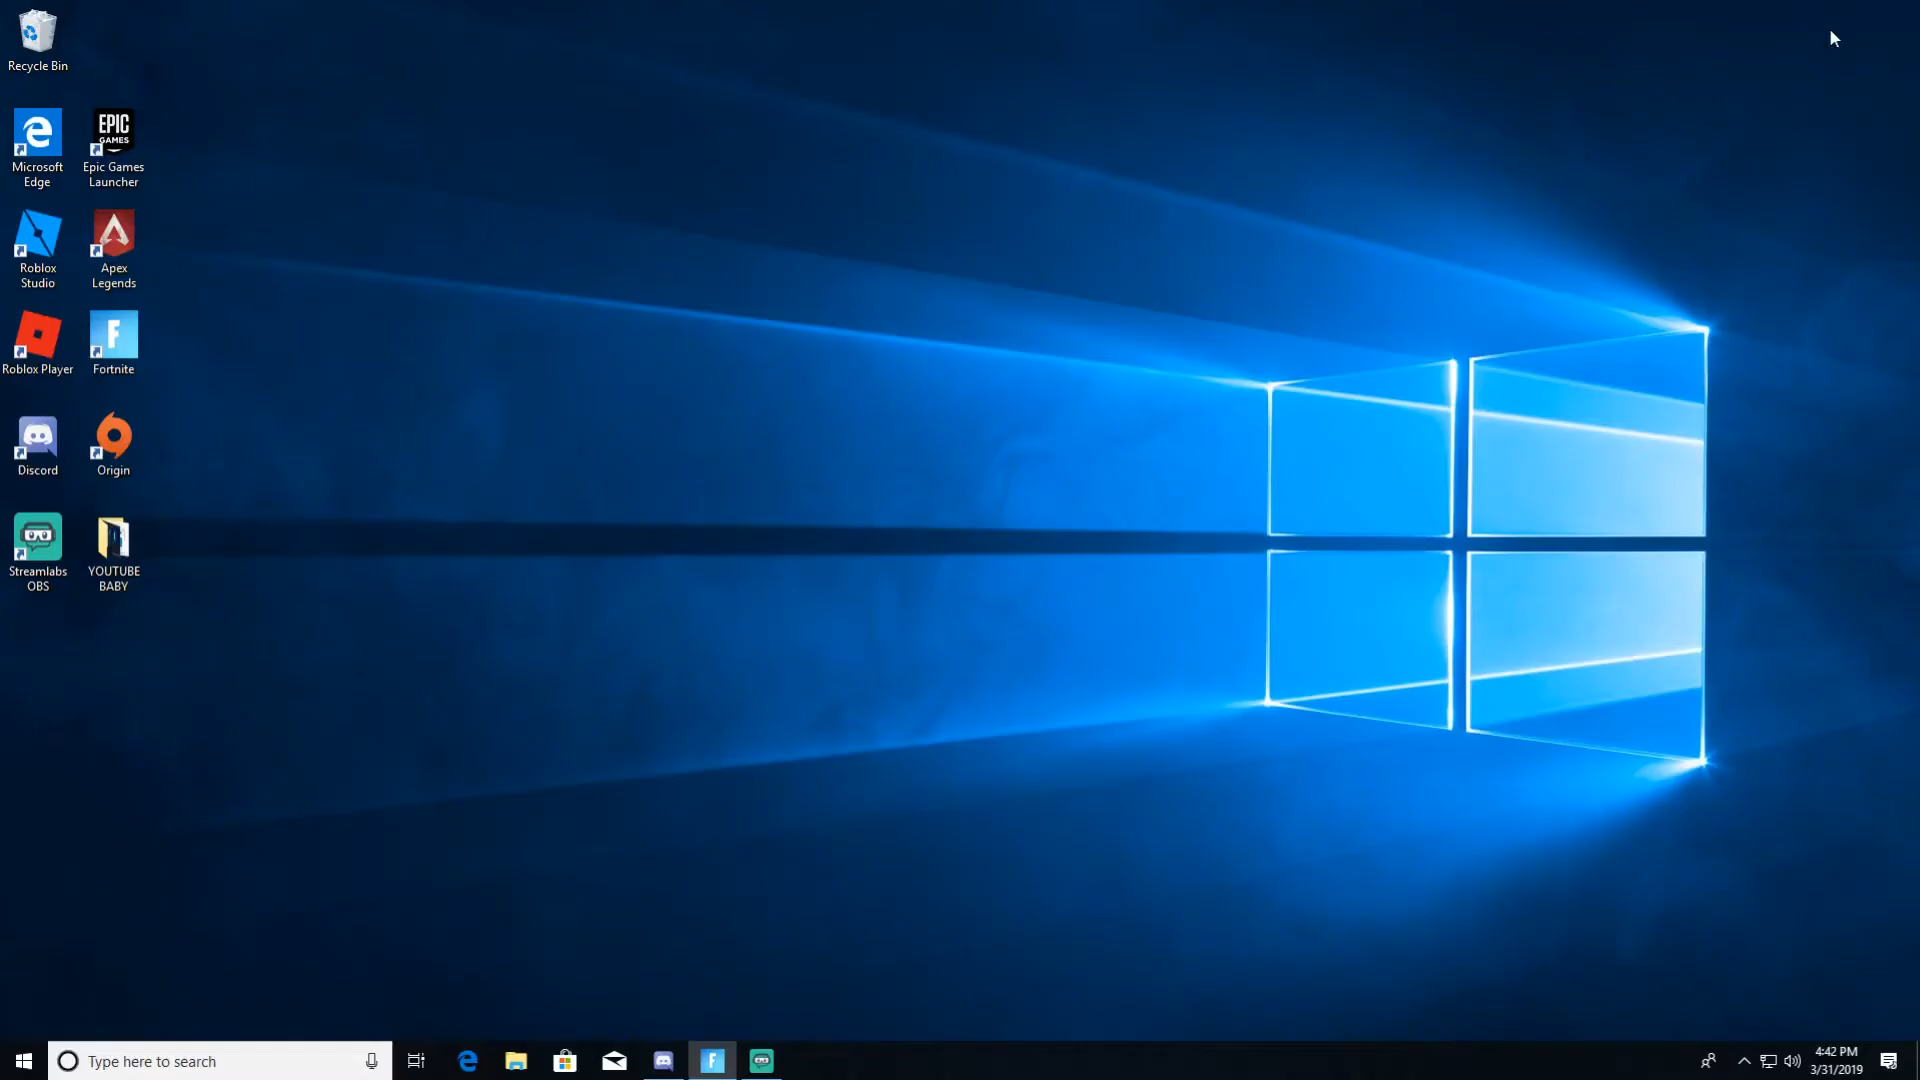 Recycle Bin
Microsoft
Edge
EPIC
GAMES
Epic Games
Launcher
Roblox
Studio
Apex
Legends
Roblox Player
F
Fortnite
Discord
Origin
Streamlabs
OBS
YOUTUBE
BABY
Type here to search
F
4:42 PM
3/31/2019